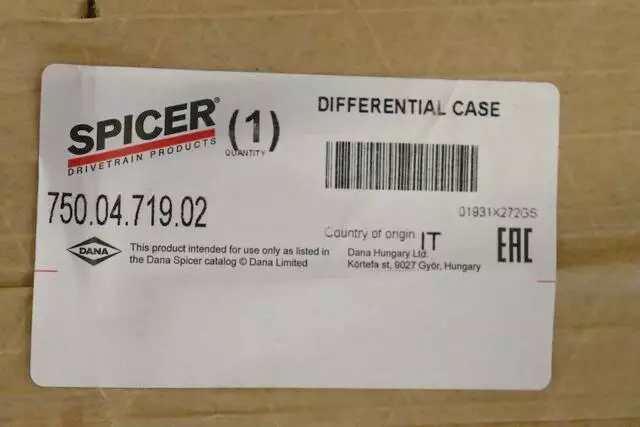 SPICER®
DRIVETRAIN PRODUCTS
(1)
QUANTITY
DIFFERENTIAL CASE
750.04.719.02
01931X272GS
Country of origin IT
EAC
DANA
This product intended for use only as listed in
the Dana Spicer catalog © Dana Limited
Dana Hungary Ltd.
Körtefa st, 9027 Győr, Hungary